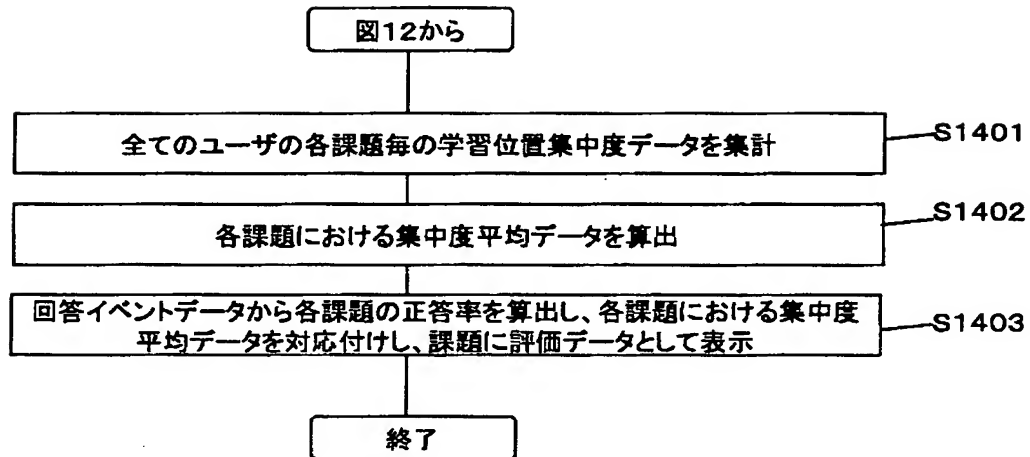 図12から
全てのユーザの各課題毎の学習位置集中度データを集計
S1401
各課題における集中度平均データを算出
S1402
回答イベントデータから各課題の正答率を算出し、各課題における集中度
平均データを対応付けし、課題に評価データとして表示
S1403
終了